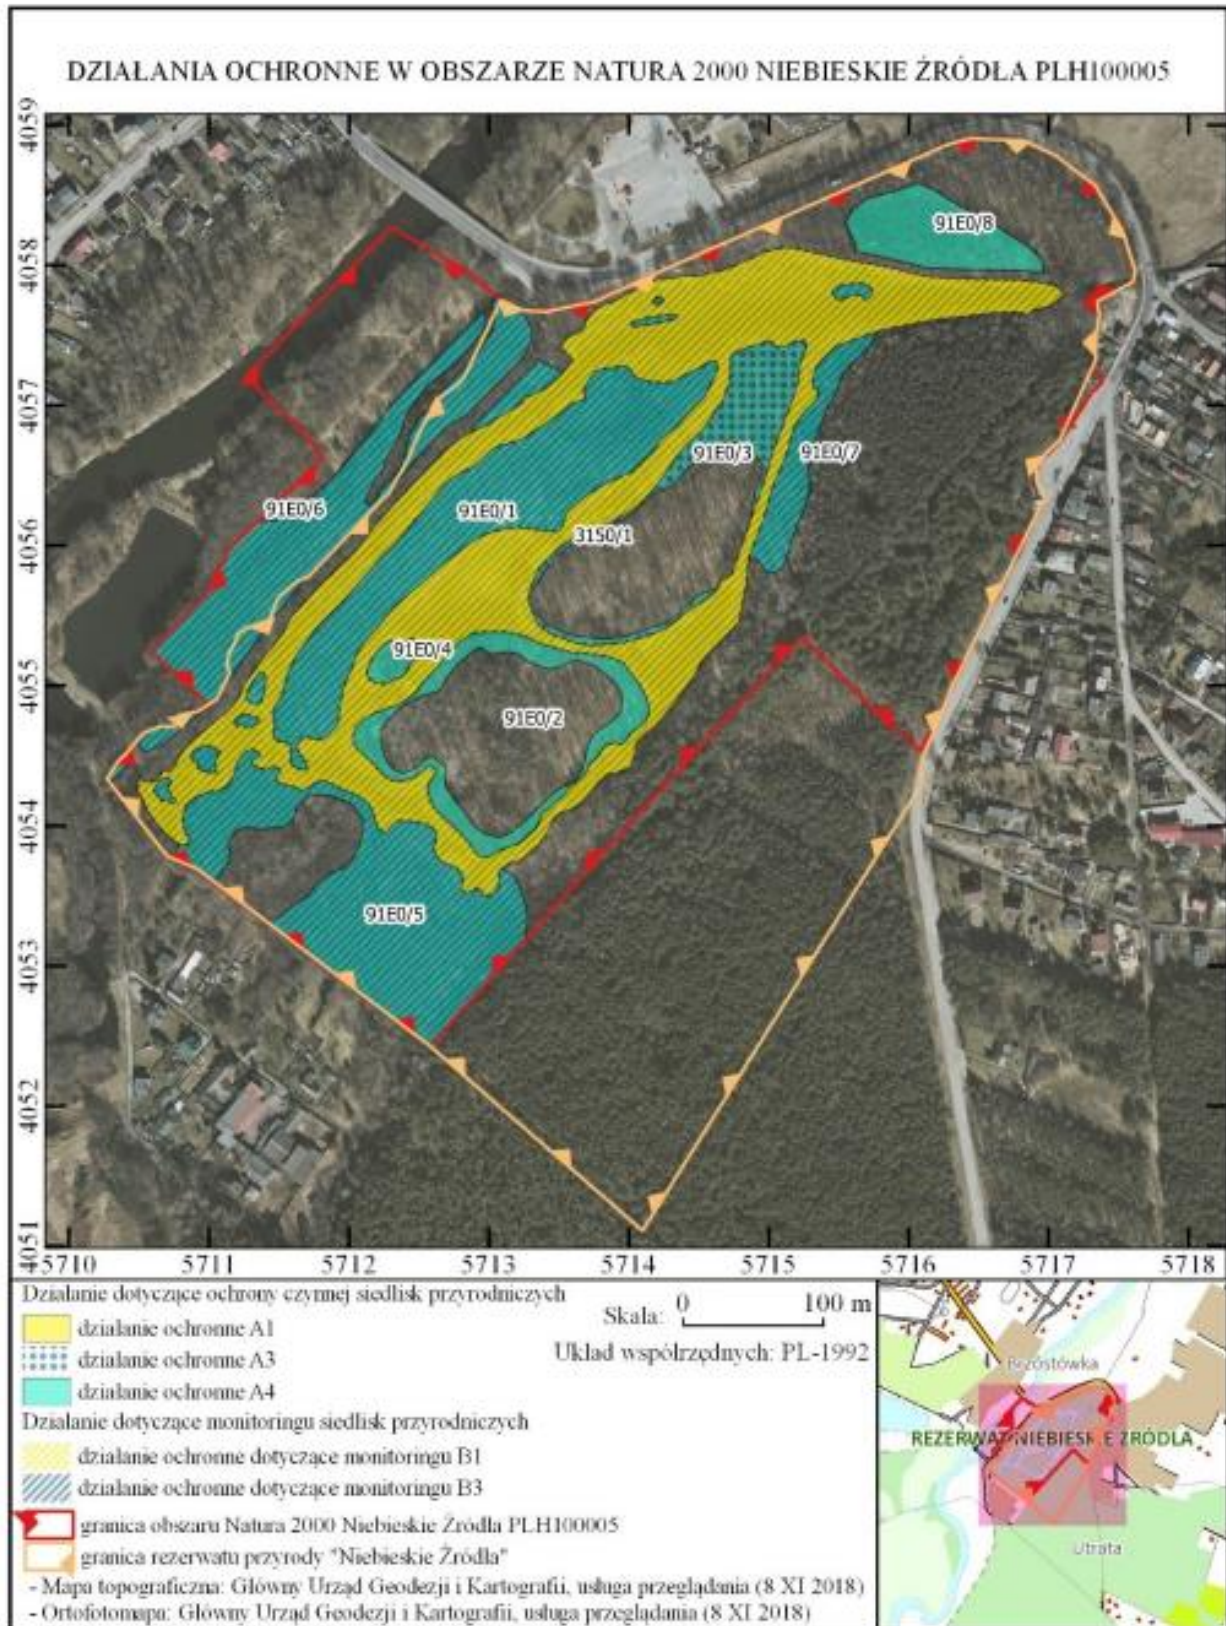 DZIAŁANIA OCHRONNE W OBSZARZE NATURA 2000 NIEBIESKIE ŹRÓDŁA PLH100005
4059
4058
4057
4056
4055
4054
4053
4052
4051
91E0/8
91E0/3
91E0/7
91E0/6
91E0/1
3150/1
91E0/4
91E0/2
91E0/5
5710 5711 5712 5713 5714 5715 5716 5717 5718
Działanie dotyczące ochrony czynnej siedlisk przyrodniczych
działanie ochronne A1
działanie ochronne A3
działanie ochronne A4
Działanie dotyczące monitoringu siedlisk przyrodniczych
działanie ochronne dotyczące monitoringu B1
działanie ochronne dotyczące monitoringu B3
granica obszaru Natura 2000 Niebieskie Źródła PLH100005
granica rezerwatu przyrody "Niebieskie Źródła"
- Mapa topograficzna: Główny Urząd Geodezji i Kartografii, usługa przeglądania (8 XI 2018)
- Ortofotomapa: Główny Urząd Geodezji i Kartografii, usługa przeglądania (8 XI 2018)
Skala: 0 100 m
Układ współrzędnych: PL-1992
Brzóstówka
REZERWAT NIEBIESKIE ŹRÓDŁA
Utrata